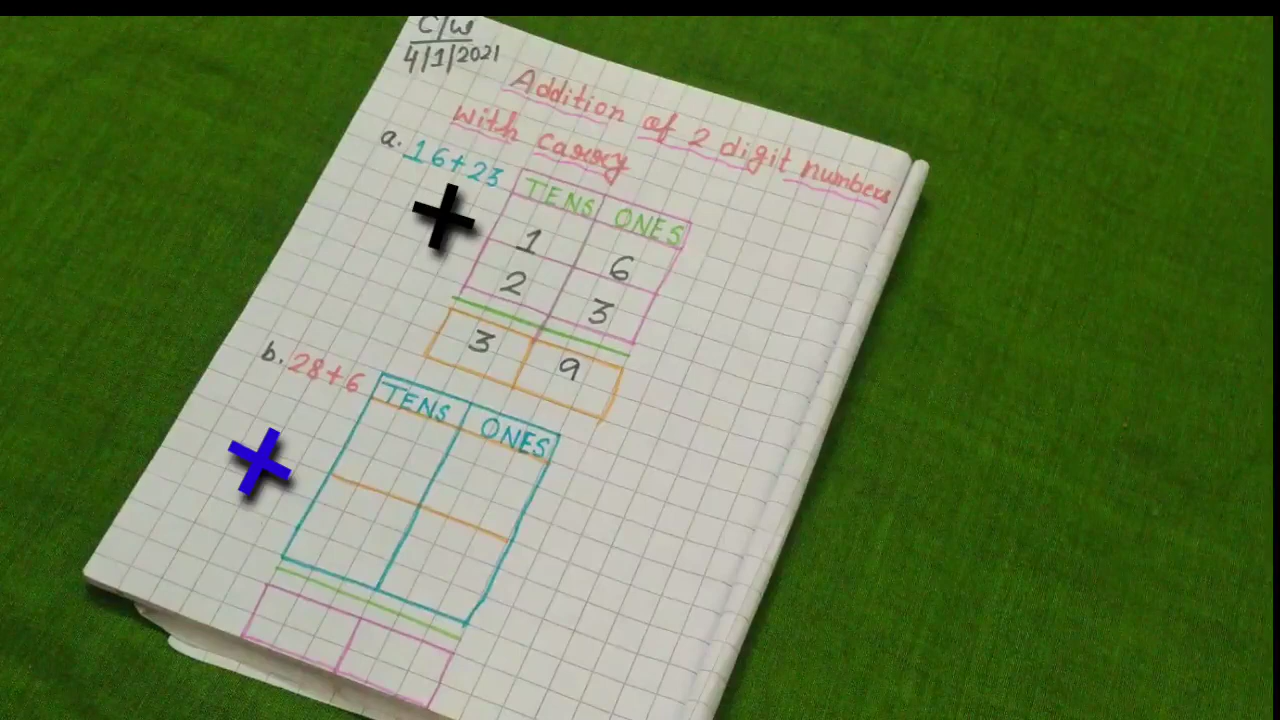 C/W
4/1/2021
Addition of 2 digit numbers
with carry
a. 16+23
TENS ONES
1 6
2 3
3 9
b. 28+6
TENS ONES